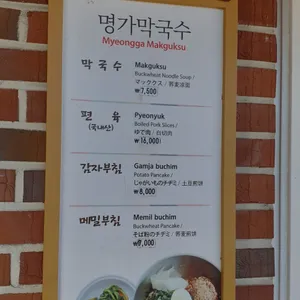 명가막국수
Myeongga Makguksu
막국수 Makguksu
Buckwheat Noodle Soup /
マッククス / 荞麦凉面
₩7,500
편육 Pyeonyuk
(국내산) Boiled Pork Slices /
ゆで肉 / 白切肉
₩16,000
감자부침 Gamja buchim
Potato Pancake /
じゃがいものチヂミ / 土豆煎饼
₩8,000
메밀부침 Memil buchim
Buckwheat Pancake /
そば粉のチヂミ / 荞麦煎饼
,000